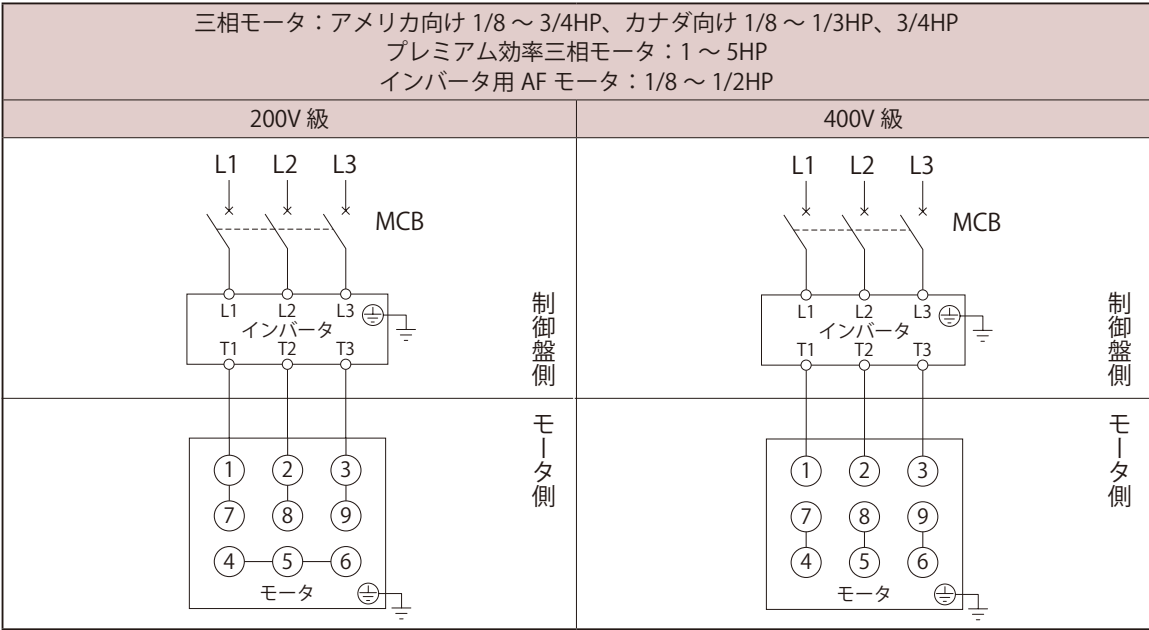 三相モータ：アメリカ向け 1/8 ～ 3/4HP、カナダ向け 1/8 ～ 1/3HP、3/4HP
プレミアム効率三相モータ：1 ～ 5HP
インバータ用 AF モータ：1/8 ～ 1/2HP
200V 級
L1 L2 L3
MCB
L1 L2 L3
インバータ
T1 T2 T3
制御盤側
モータ側
1 2 3
7 8 9
4 5 6
モータ
400V 級
L1 L2 L3
MCB
L1 L2 L3
インバータ
T1 T2 T3
制御盤側
モータ側
1 2 3
7 8 9
4 5 6
モータ